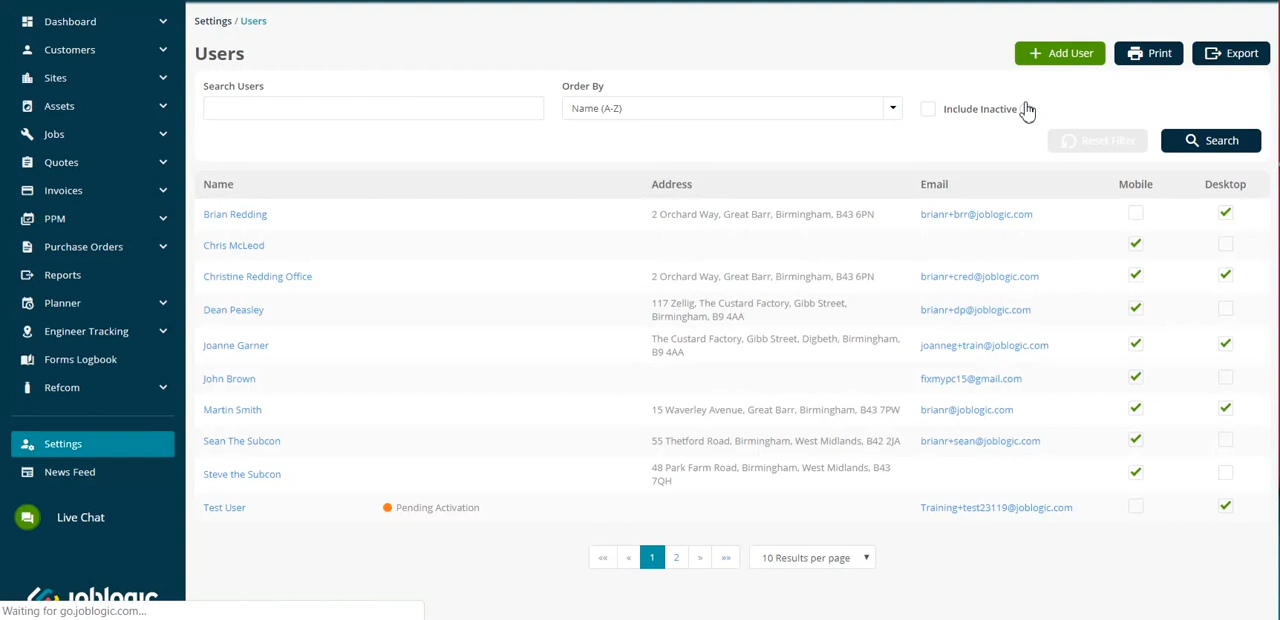 Dashboard
Customers
Sites
Assets
Jobs
Quotes
Invoices
PPM
Purchase Orders
Reports
Planner
Engineer Tracking
Forms Logbook
Refcom
Settings
News Feed
Live Chat
joblogic
Waiting for go.joblogic.com...
Settings / Users
Users
Add User
Print
Export
Search Users
Order By
Name (A-Z)
Include Inactive
Reset Filter
Search
Name Address Email Mobile Desktop
Brian Redding 2 Orchard Way, Great Barr, Birmingham, B43 6PN brianr+brr@joblogic.com
Chris McLeod
Christine Redding Office 2 Orchard Way, Great Barr, Birmingham, B43 6PN brianr+cred@joblogic.com
Dean Peasley 117 Zellig, The Custard Factory, Gibb Street, brianr+dp@joblogic.com
Birmingham, B9 4AA
Joanne Garner The Custard Factory, Gibb Street, Digbeth, Birmingham, joanneg+train@joblogic.com
B9 4AA
John Brown fixmypc15@gmail.com
Martin Smith 15 Waverley Avenue, Great Barr, Birmingham, B43 7PW brianr@joblogic.com
Sean The Subcon 55 Thetford Road, Birmingham, West Midlands, B42 2JA brianr+sean@joblogic.com
Steve the Subcon 48 Park Farm Road, Birmingham, West Midlands, B43
7QH
Test User Pending Activation Training+test23119@joblogic.com
«« « 1 2 » »» 10 Results per page